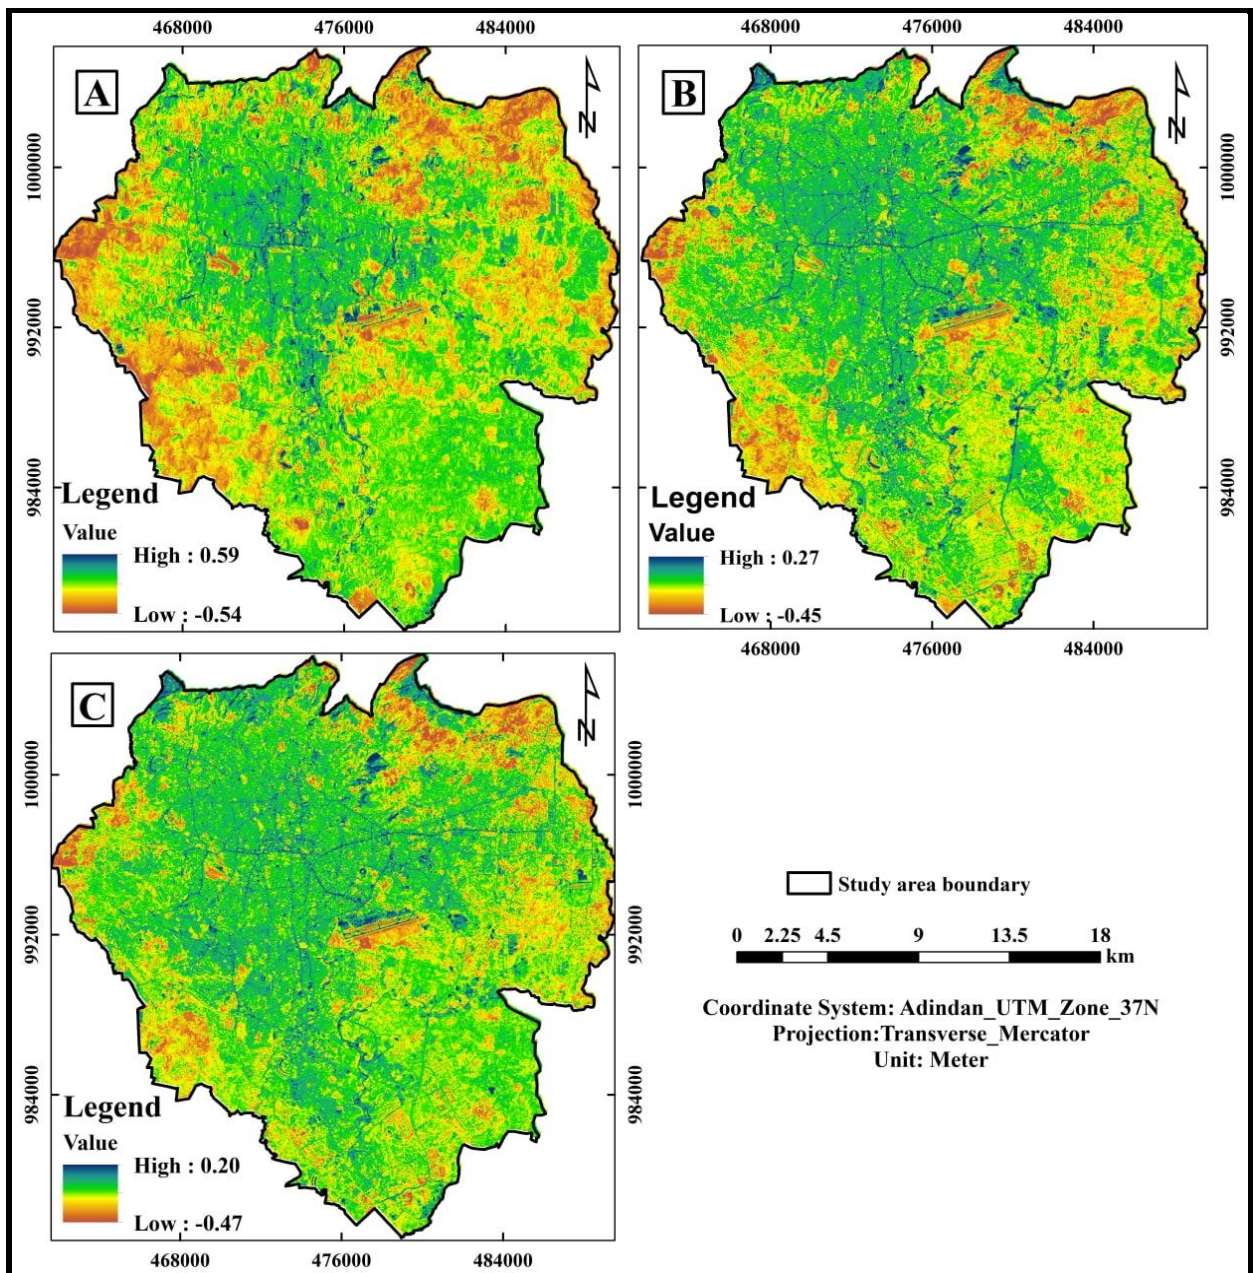 468000 476000 484000
468000 476000 484000
A
N
B
N
1000000
1000000
992000
992000
984000
984000
Legend
Value
High : 0.59
Low : -0.54
Legend
Value
High : 0.27
Low : -0.45
468000 476000 484000
C
N
1000000
1000000
992000
992000
984000
984000
Legend
Value
High : 0.20
Low : -0.47
468000 476000 484000
Study area boundary
0 2.25 4.5 9 13.5 18
km
Coordinate System: Adindan_UTM_Zone_37N
Projection:Transverse_Mercator
Unit: Meter